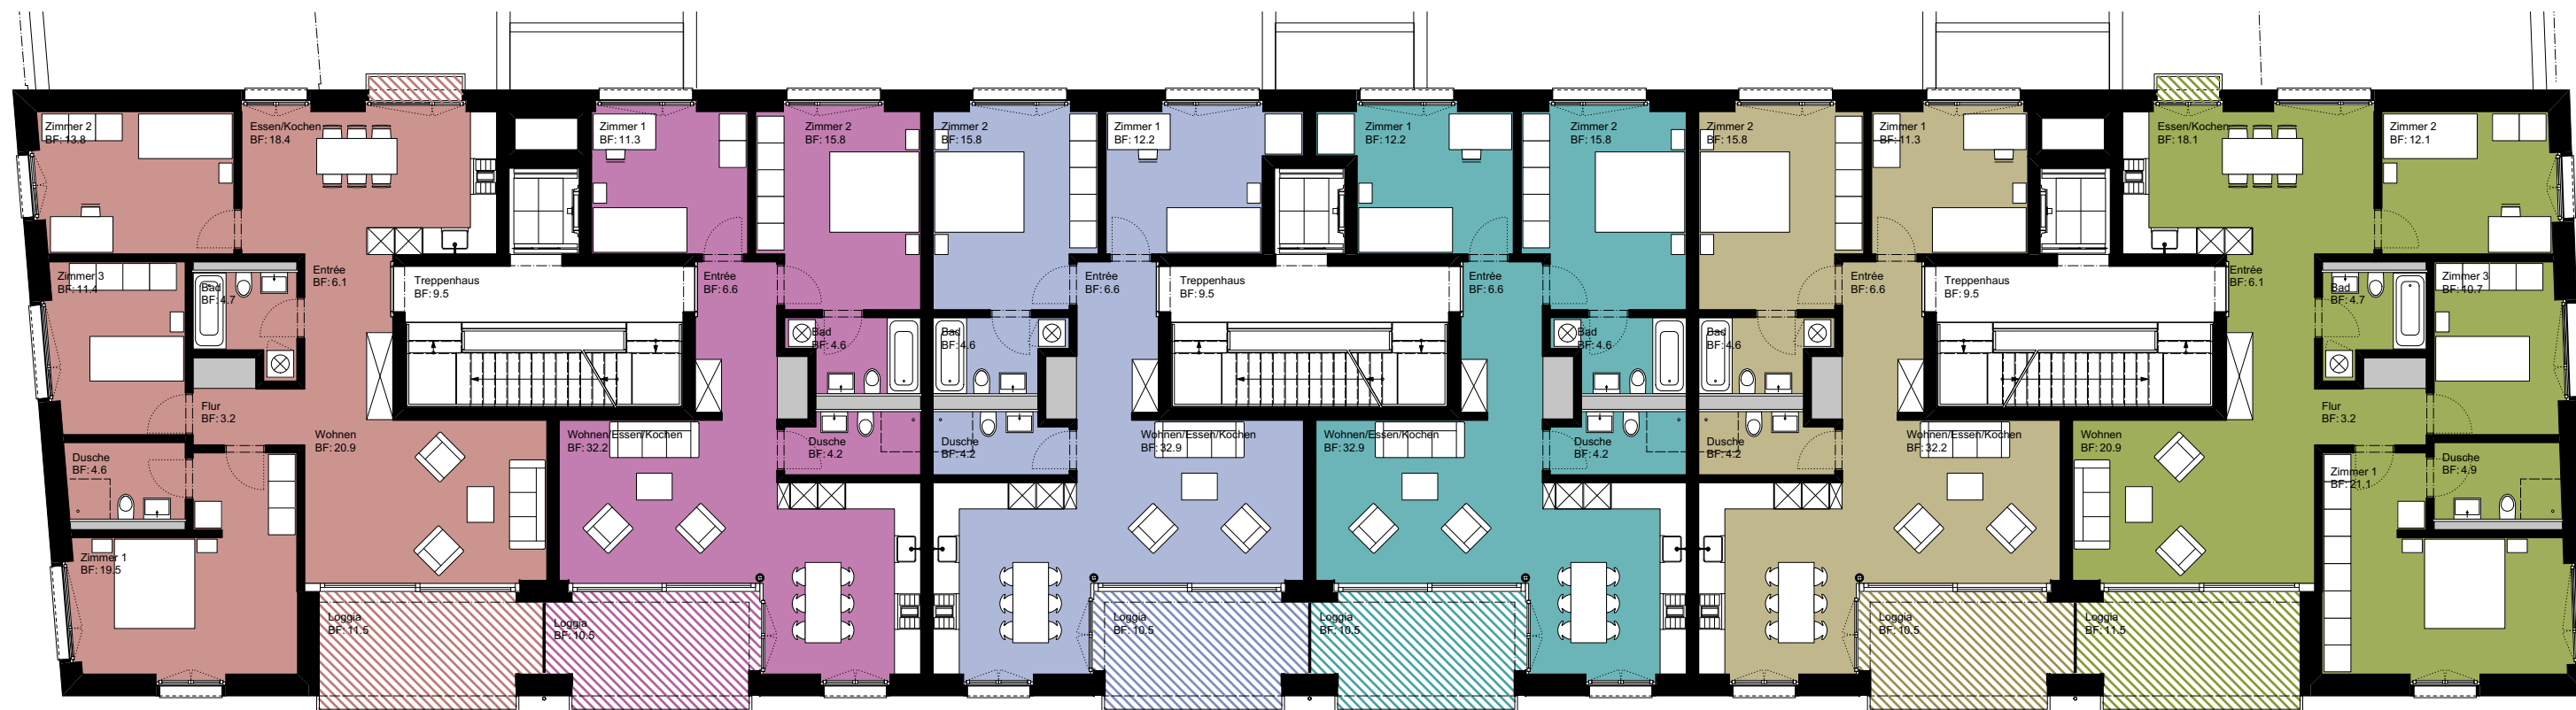 Zimmer 2
BF: 13.8
Essen/Kochen
BF: 18.4
Zimmer 1
BF: 11.3
Zimmer 2
BF: 15.8
Zimmer 2
BF: 15.8
Zimmer 1
BF: 12.2
Zimmer 1
BF: 12.2
Zimmer 2
BF: 15.8
Zimmer 2
BF: 15.8
Zimmer 1
BF: 11.3
Essen/Kochen
BF: 18.1
Zimmer 2
BF: 12.1
Zimmer 3
BF: 11.4
Bad
BF: 4.7
Entrée
BF: 6.1
Treppenhaus
BF: 9.5
Entrée
BF: 6.6
Entrée
BF: 6.6
Treppenhaus
BF: 9.5
Entrée
BF: 6.6
Entrée
BF: 6.6
Treppenhaus
BF: 9.5
Entrée
BF: 6.1
Bad
BF: 4.7
Zimmer 3
BF: 10.7
Bad
BF: 4.6
Bad
BF: 4.6
Bad
BF: 4.6
Bad
BF: 4.6
Flur
BF: 3.2
Flur
BF: 3.2
Wohnen
BF: 20.9
Wohnen/Essen/Kochen
BF: 32.2
Dusche
BF: 4.2
Dusche
BF: 4.2
Wohnen/Essen/Kochen
BF: 32.9
Wohnen/Essen/Kochen
BF: 32.9
Dusche
BF: 4.2
Dusche
BF: 4.2
Wohnen/Essen/Kochen
BF: 32.2
Wohnen
BF: 20.9
Dusche
BF: 4.6
Zimmer 1
BF: 21.1
Dusche
BF: 4.9
Zimmer 1
BF: 19.5
Loggia
BF: 11.5
Loggia
BF: 10.5
Loggia
BF: 10.5
Loggia
BF: 10.5
Loggia
BF: 10.5
Loggia
BF: 11.5